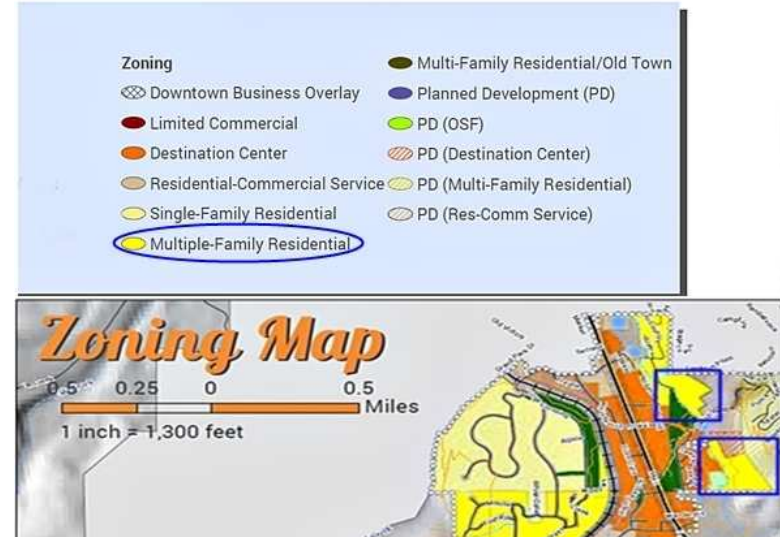 Zoning
Downtown Business Overlay
Limited Commercial
Destination Center
Residential-Commercial Service
Single-Family Residential
Multiple-Family Residential
Multi-Family Residential/Old Town
Planned Development (PD)
PD (OSF)
PD (Destination Center)
PD (Multi-Family Residential)
PD (Res-Comm Service)
Zoning Map
0.5 0.25 0 0.5
Miles
1 inch = 1,300 feet